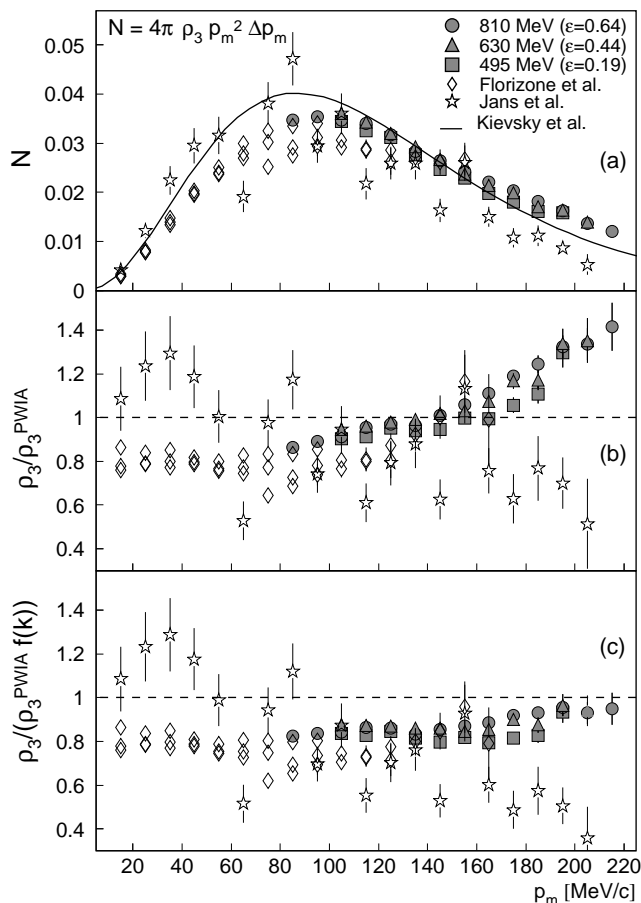 N = 4π ρ₃ pₘ² Δpₘ
810 MeV (ε=0.64)
630 MeV (ε=0.44)
495 MeV (ε=0.19)
Florizone et al.
Jans et al.
Kievsky et al.
(a)
N
0.05
0.04
0.03
0.02
0.01
0
(b)
ρ₃/ρ₃ᴾᵂᴵᴬ
1.4
1.2
1
0.8
0.6
0.4
(c)
ρ₃/(ρ₃ᴾᵂᴵᴬ f(k))
1.4
1.2
1
0.8
0.6
0.4
20 40 60 80 100 120 140 160 180 200 220
pₘ [MeV/c]